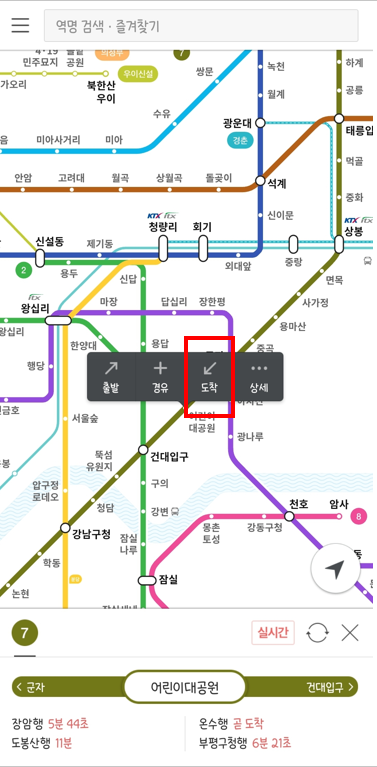 역명 검색 · 즐겨찾기
4·19
민주묘지
솔밭
공원
7
가오리
북한산
우이
우이신설
쌍문
녹천
하계
월계
공릉
수유
광운대
경춘
태릉입
미아사거리
미아
먹골
안암
고려대
월곡
상월곡
돌곶이
석계
중화
KTX
청량리
회기
신이문
KTX
상봉
신설동
제기동
외대앞
중랑
2
용두
신답
면목
왕십리
마장
답십리
장한평
사가정
왕십리
한양대
용답
용마산
행당
중곡
출발
경유
도착
상세
금호
서울숲
어린이
대공원
뚝섬
유원지
건대입구
광나루
압구정
로데오
청담
구의
강변
천호
암사
8
강남구청
잠실
나루
몽촌
토성
강동구청
학동
잠실
논현
7
실시간
< 군자
어린이대공원
건대입구 >
장암행 5분 44초
온수행 곧 도착
도봉산행 11분
부평구청행 6분 21초